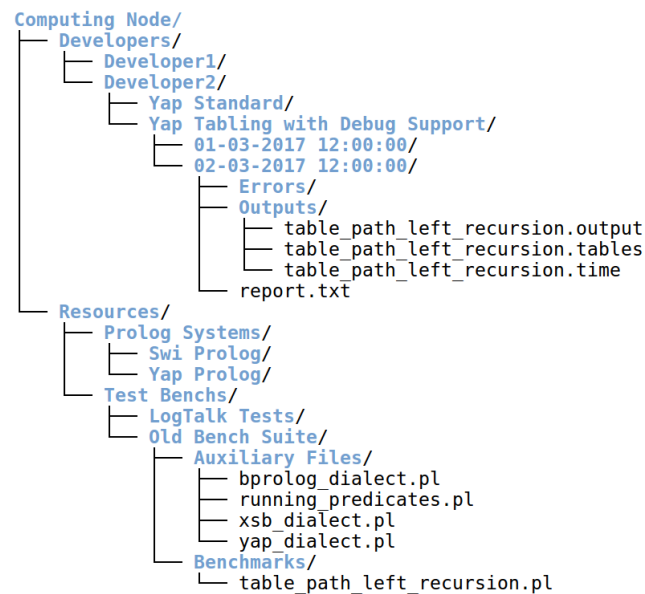 Computing Node/
Developers/
Developer1/
Developer2/
Yap Standard/
Yap Tabling with Debug Support/
01-03-2017 12:00:00/
02-03-2017 12:00:00/
Errors/
Outputs/
table_path_left_recursion.output
table_path_left_recursion.tables
table_path_left_recursion.time
report.txt
Resources/
Prolog Systems/
Swi Prolog/
Yap Prolog/
Test Benchs/
LogTalk Tests/
Old Bench Suite/
Auxiliary Files/
bprolog_dialect.pl
running_predicates.pl
xsb_dialect.pl
yap_dialect.pl
Benchmarks/
table_path_left_recursion.pl